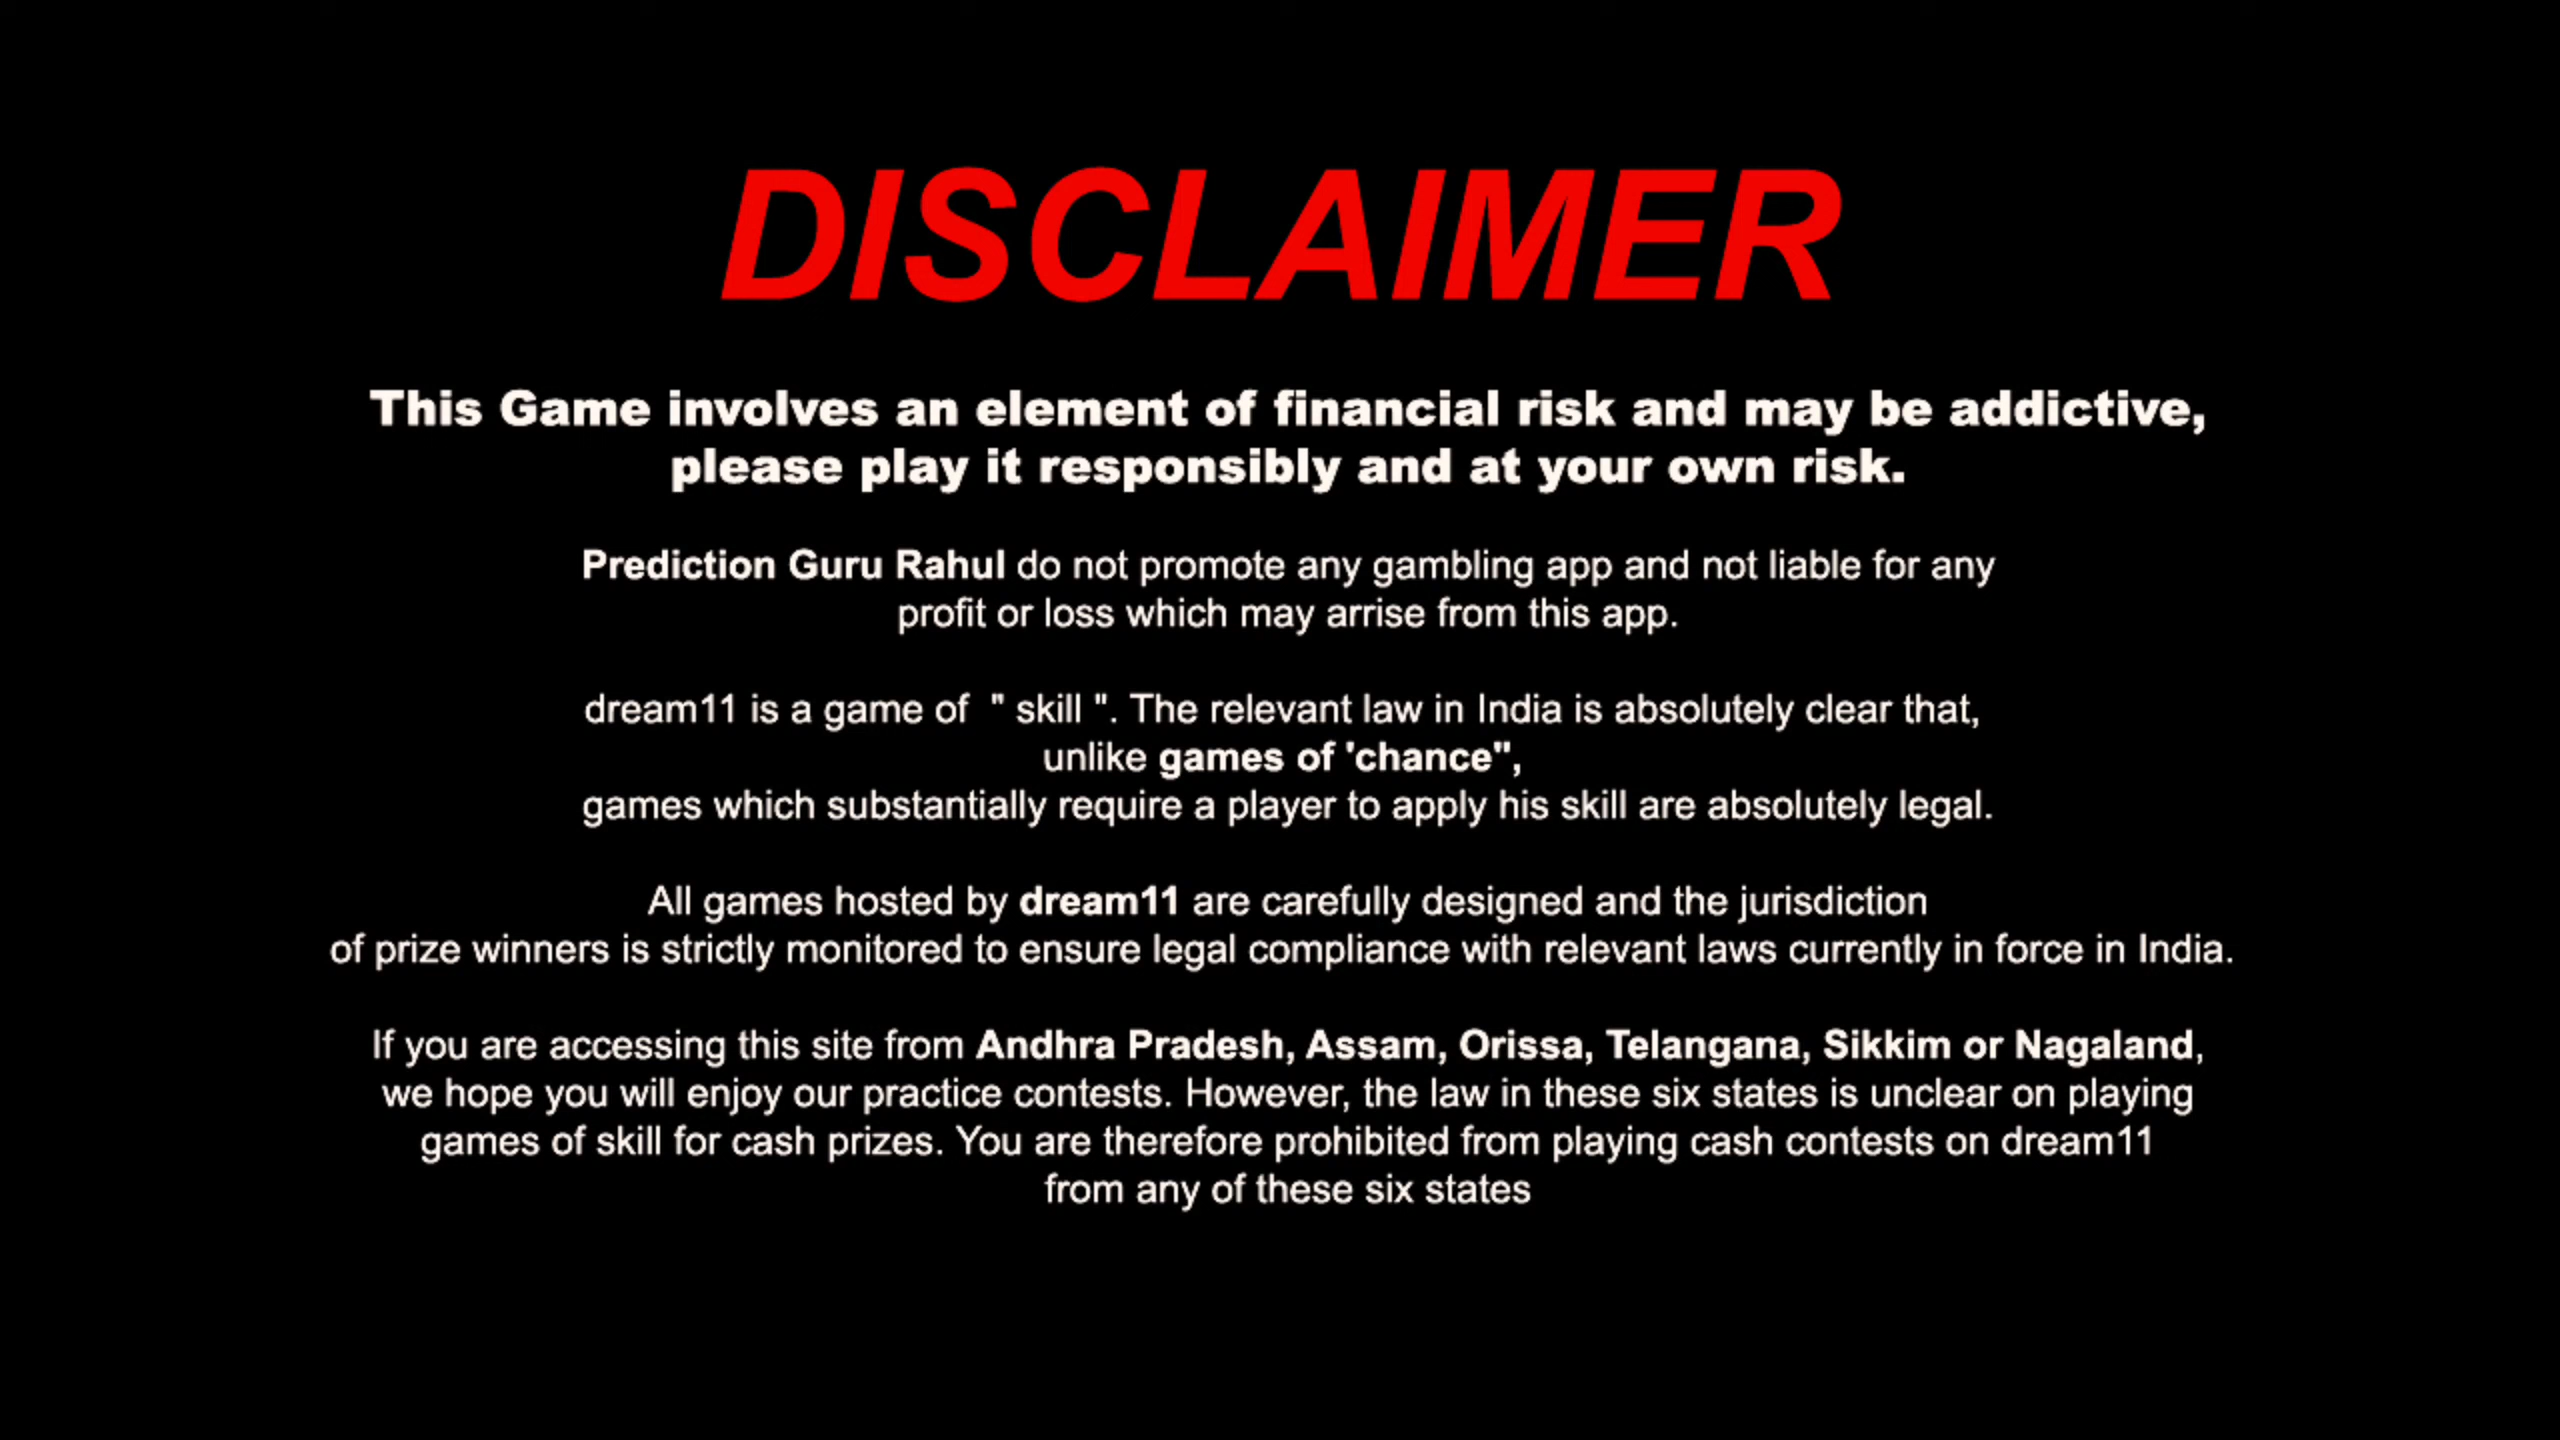 DISCLAIMER
This Game involves an element of financial risk and may be addictive,
please play it responsibly and at your own risk.
Prediction Guru Rahul do not promote any gambling app and not liable for any
profit or loss which may arrise from this app.
dream11 is a game of  " skill ". The relevant law in India is absolutely clear that,
unlike games of 'chance",
games which substantially require a player to apply his skill are absolutely legal.
All games hosted by dream11 are carefully designed and the jurisdiction
of prize winners is strictly monitored to ensure legal compliance with relevant laws currently in force in India.
If you are accessing this site from Andhra Pradesh, Assam, Orissa, Telangana, Sikkim or Nagaland,
we hope you will enjoy our practice contests. However, the law in these six states is unclear on playing
games of skill for cash prizes. You are therefore prohibited from playing cash contests on dream11
from any of these six states